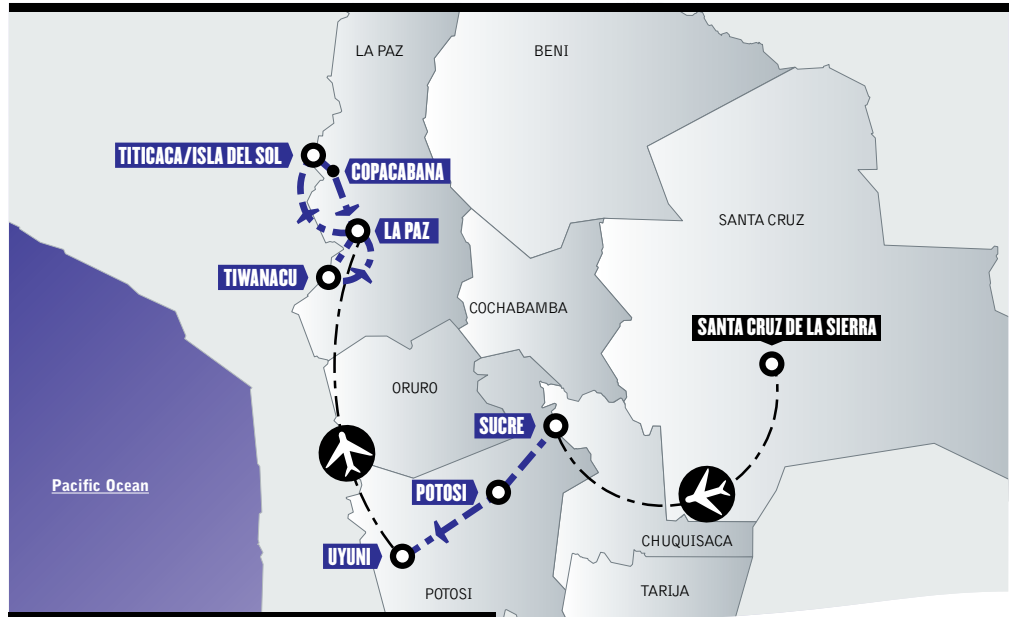 LA PAZ
BENI
TITICACA/ISLA DEL SOL
COPACABANA
SANTA CRUZ
LA PAZ
TIWANACU
COCHABAMBA
SANTA CRUZ DE LA SIERRA
ORURO
SUCRE
Pacific Ocean
POTOSI
CHUQUISACA
UYUNI
POTOSI
TARIJA